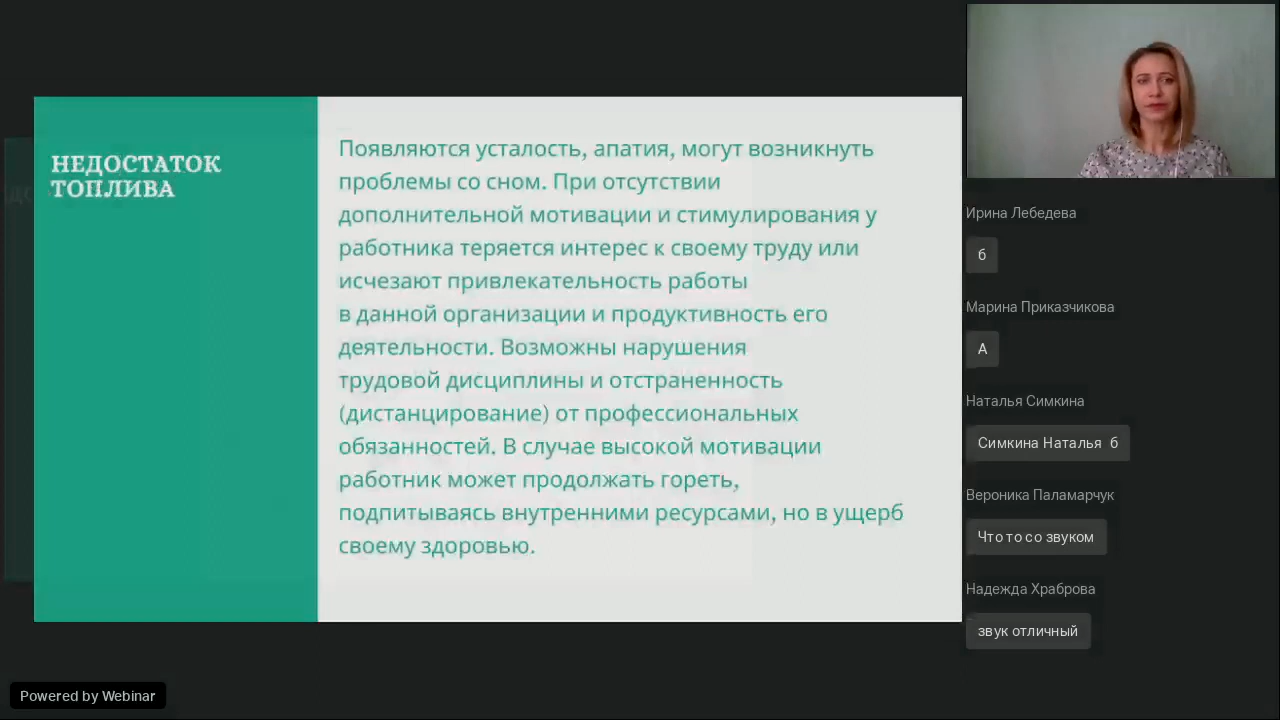 НЕДОСТАТОК
ТОПЛИВА
Появляются усталость, апатия, могут возникнуть
проблемы со сном. При отсутствии
дополнительной мотивации и стимулирования у
работника теряется интерес к своему труду или
исчезают привлекательность работы
в данной организации и продуктивность его
деятельности. Возможны нарушения
трудовой дисциплины и отстраненность
(дистанцирование) от профессиональных
обязанностей. В случае высокой мотивации
работник может продолжать гореть,
подпитываясь внутренними ресурсами, но в ущерб
своему здоровью.
Ирина Лебедева
б
Марина Приказчикова
А
Наталья Симкина
Симкина Наталья б
Вероника Паламарчук
Что то со звуком
Надежда Храброва
звук отличный
Powered by Webinar